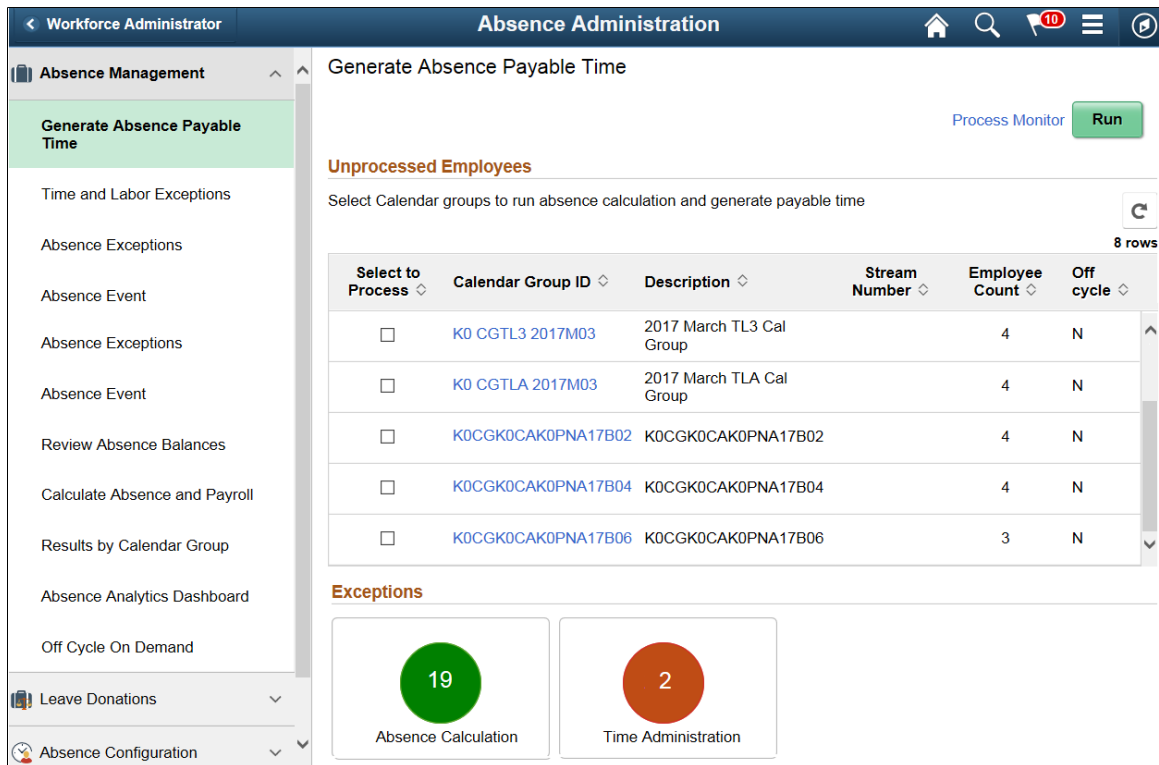 Workforce Administrator
Absence Administration
10
Absence Management
Generate Absence Payable
Time
Time and Labor Exceptions
Absence Exceptions
Absence Event
Absence Exceptions
Absence Event
Review Absence Balances
Calculate Absence and Payroll
Results by Calendar Group
Absence Analytics Dashboard
Off Cycle On Demand
Leave Donations
Absence Configuration
Generate Absence Payable Time
Process Monitor Run
Unprocessed Employees
Select Calendar groups to run absence calculation and generate payable time
8 rows
Select to Process Calendar Group ID Description Stream Number Employee Count Off cycle
K0 CGTL3 2017M03 2017 March TL3 Cal Group 4 N
K0 CGTLA 2017M03 2017 March TLA Cal Group 4 N
K0CGK0CAK0PNA17B02 K0CGK0CAK0PNA17B02 4 N
K0CGK0CAK0PNA17B04 K0CGK0CAK0PNA17B04 4 N
K0CGK0CAK0PNA17B06 K0CGK0CAK0PNA17B06 3 N
Exceptions
19
Absence Calculation
2
Time Administration